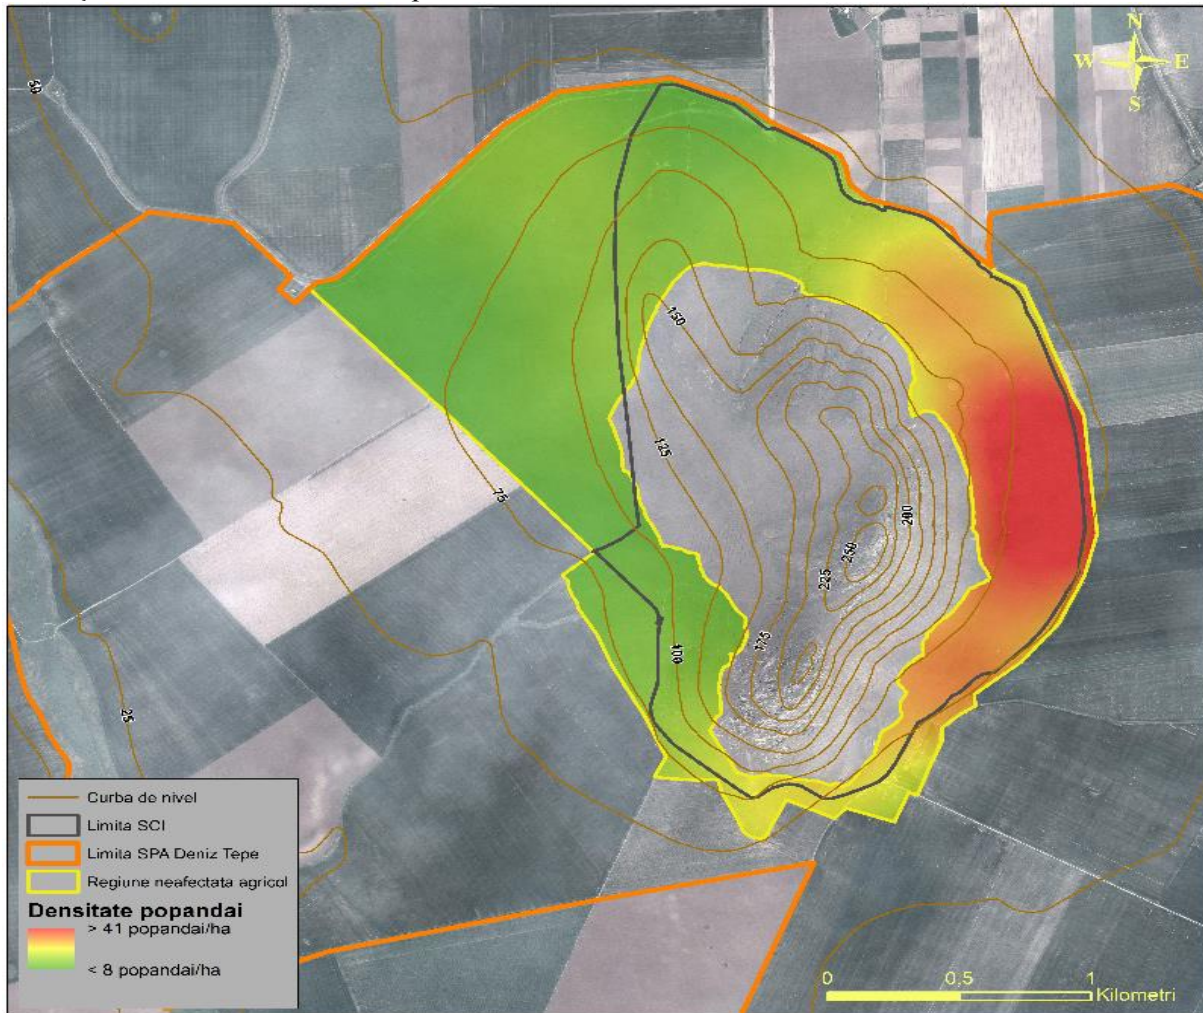 N
W E
S
50
150
125
75
200
250
225
175
100
25
Curba de nivel
Limita SCI
Limita SPA Deniz Tepe
Regiune neafectata agricol
Densitate popandai
> 41 popandai/ha
< 8 popandai/ha
0 0,5 1
Kilometri